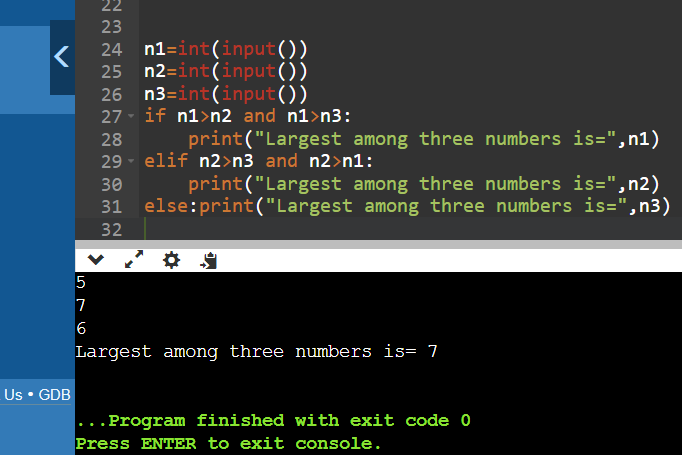 22
23
24 n1=int(input())
25 n2=int(input())
26 n3=int(input())
27 if n1>n2 and n1>n3:
28     print("Largest among three numbers is=",n1)
29 elif n2>n3 and n2>n1:
30     print("Largest among three numbers is=",n2)
31 else:print("Largest among three numbers is=",n3)
32
5
7
6
Largest among three numbers is= 7
Us • GDB
...Program finished with exit code 0
Press ENTER to exit console.